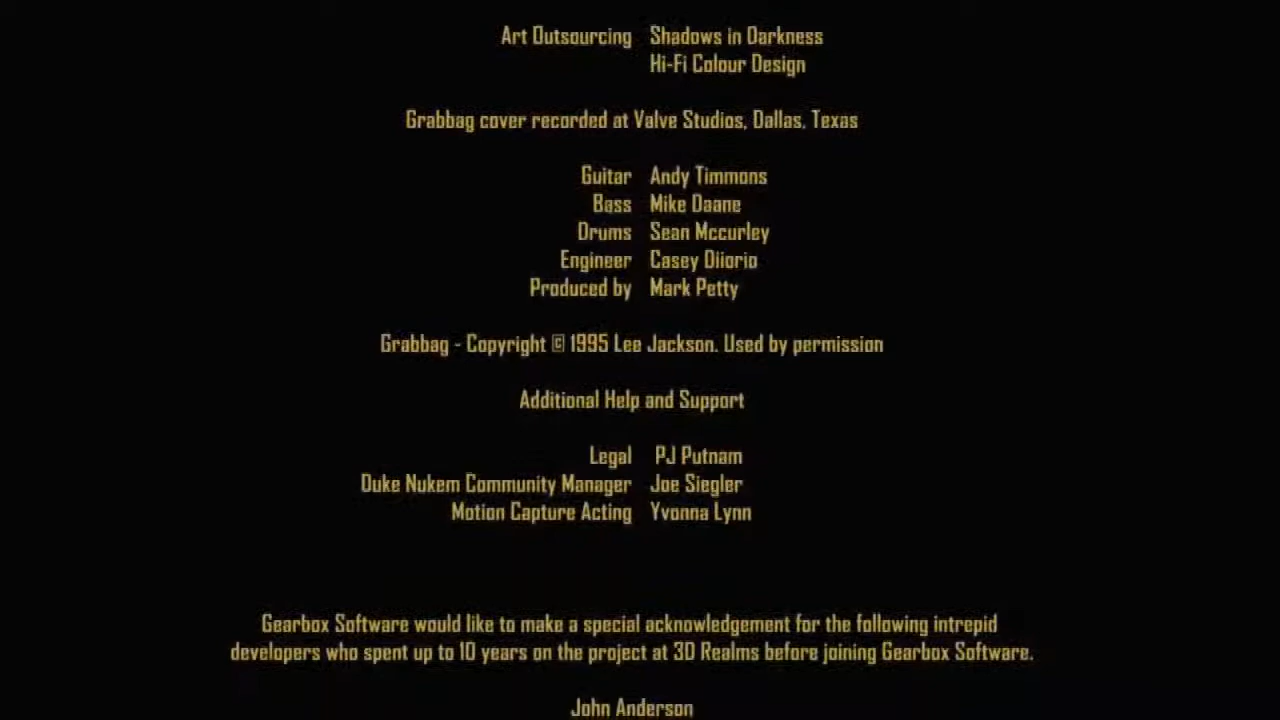 Art Outsourcing Shadows in Darkness
Hi-Fi Colour Design
Grabbag cover recorded at Valve Studios, Dallas, Texas
Guitar Andy Timmons
Bass Mike Daane
Drums Sean Mccurley
Engineer Casey Diiorio
Produced by Mark Petty
Grabbag - Copyright © 1995 Lee Jackson. Used by permission
Additional Help and Support
Legal PJ Putnam
Duke Nukem Community Manager Joe Siegler
Motion Capture Acting Yvonna Lynn
Gearbox Software would like to make a special acknowledgement for the following intrepid
developers who spent up to 10 years on the project at 3D Realms before joining Gearbox Software.
John Anderson